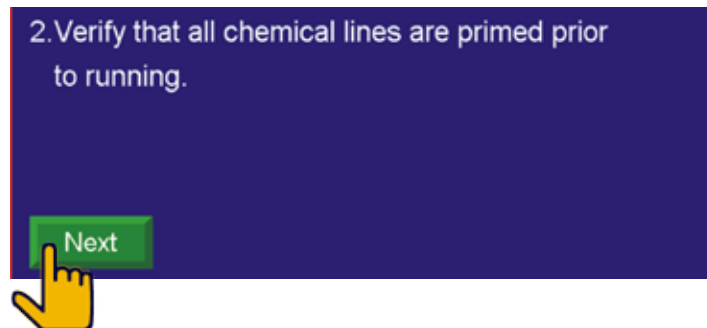 2.Verify that all chemical lines are primed prior
to running.
Next